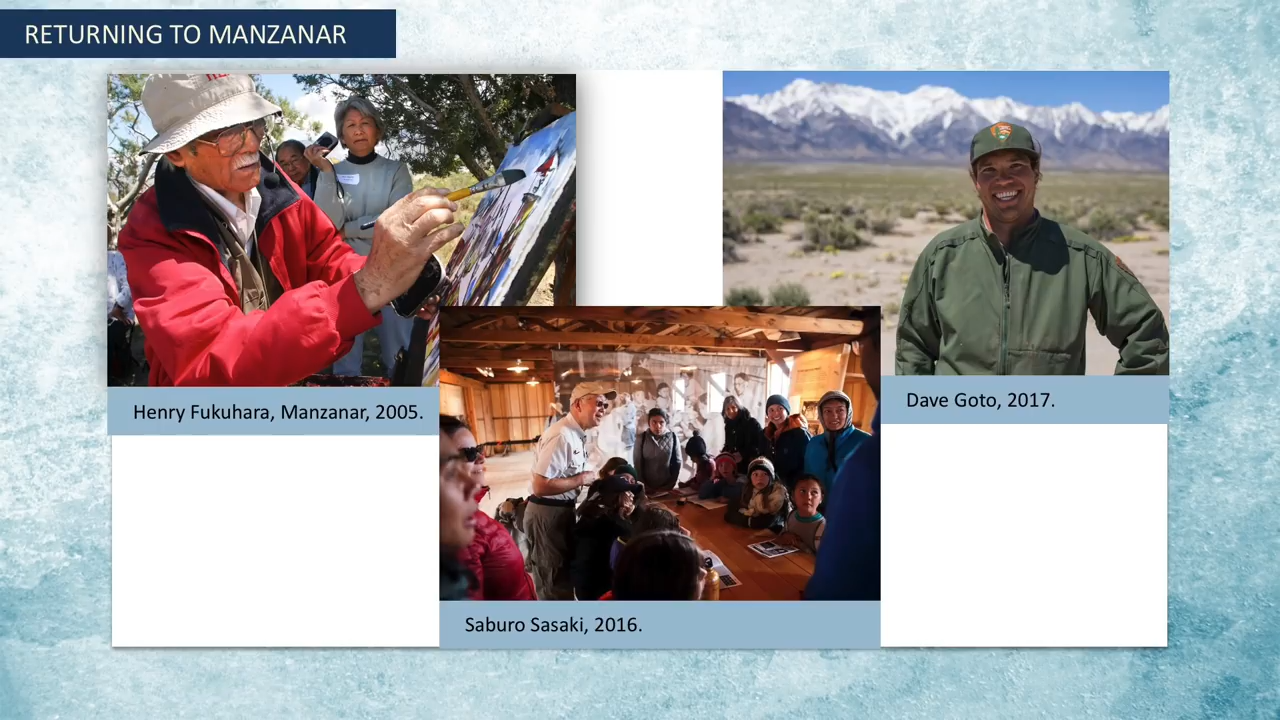 RETURNING TO MANZANAR
Henry Fukuhara, Manzanar, 2005.
Dave Goto, 2017.
Saburo Sasaki, 2016.